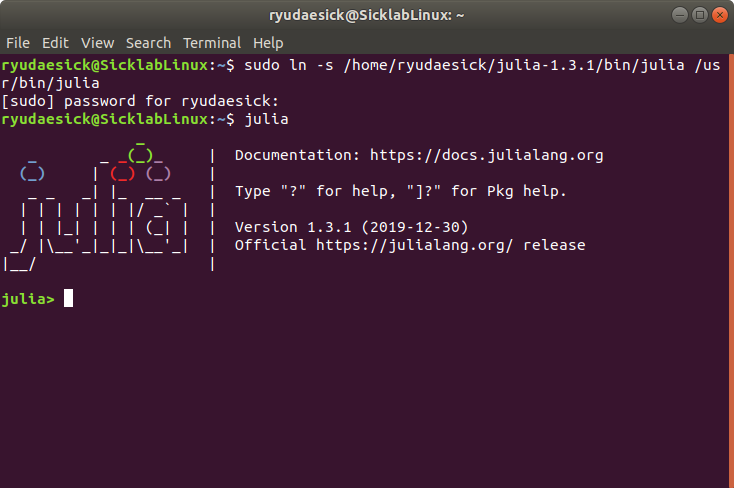 ryudaesick@SicklabLinux: ~
File Edit View Search Terminal Help
ryudaesick@SicklabLinux:~$ sudo ln -s /home/ryudaesick/julia-1.3.1/bin/julia /us
r/bin/julia
[sudo] password for ryudaesick:
ryudaesick@SicklabLinux:~$ julia
               _
   _       _ _(_)_     |  Documentation: https://docs.julialang.org
  (_)     | (_) (_)    |
   _ _   _| |_  __ _   |  Type "?" for help, "]?" for Pkg help.
  | | | | | | |/ _` |  |
  | | |_| | | | (_| |  |  Version 1.3.1 (2019-12-30)
 _/ |\__'_|_|_|\__'_|  |  Official https://julialang.org/ release
|__/                   |
julia>